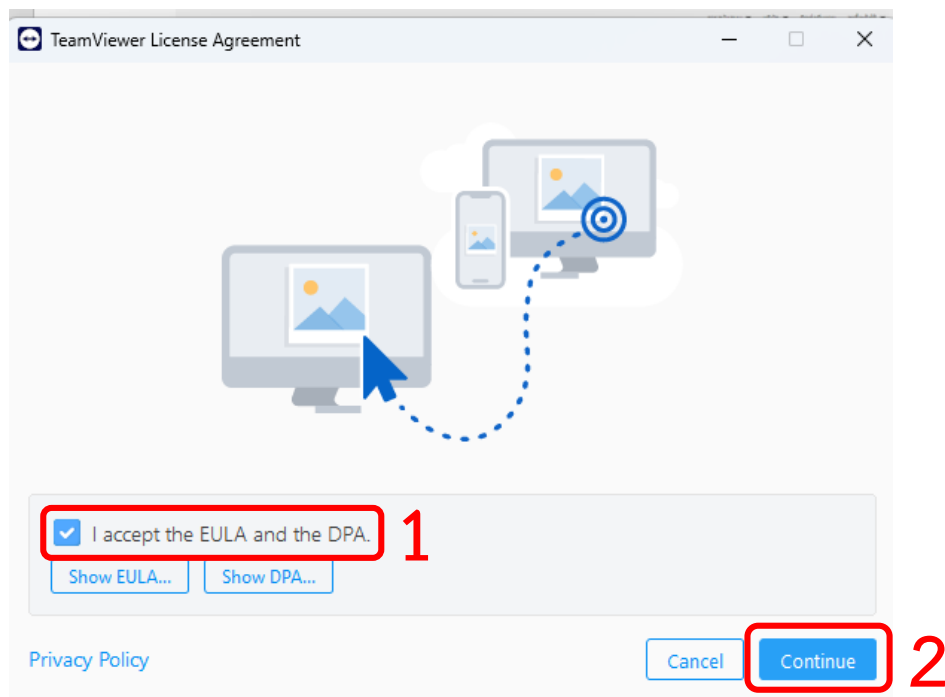 TeamViewer License Agreement
I accept the EULA and the DPA.
1
Show EULA... Show DPA...
Privacy Policy
Cancel
Continue
2